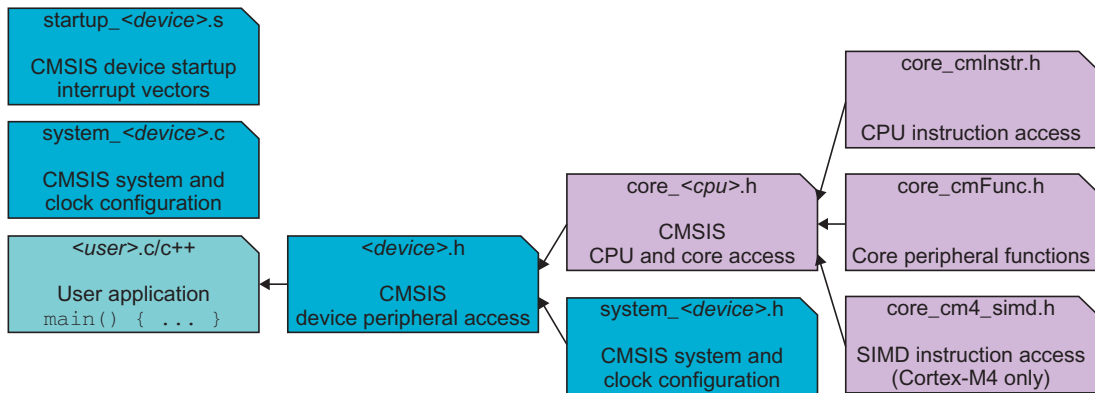 startup_<device>.s
CMSIS device startup
interrupt vectors
system_<device>.c
CMSIS system and
clock configuration
<user>.c/c++
User application
main() { ... }
<device>.h
CMSIS
device peripheral access
core_<cpu>.h
CMSIS
CPU and core access
system_<device>.h
CMSIS system and
clock configuration
core_cmInstr.h
CPU instruction access
core_cmFunc.h
Core peripheral functions
core_cm4_simd.h
SIMD instruction access
(Cortex-M4 only)